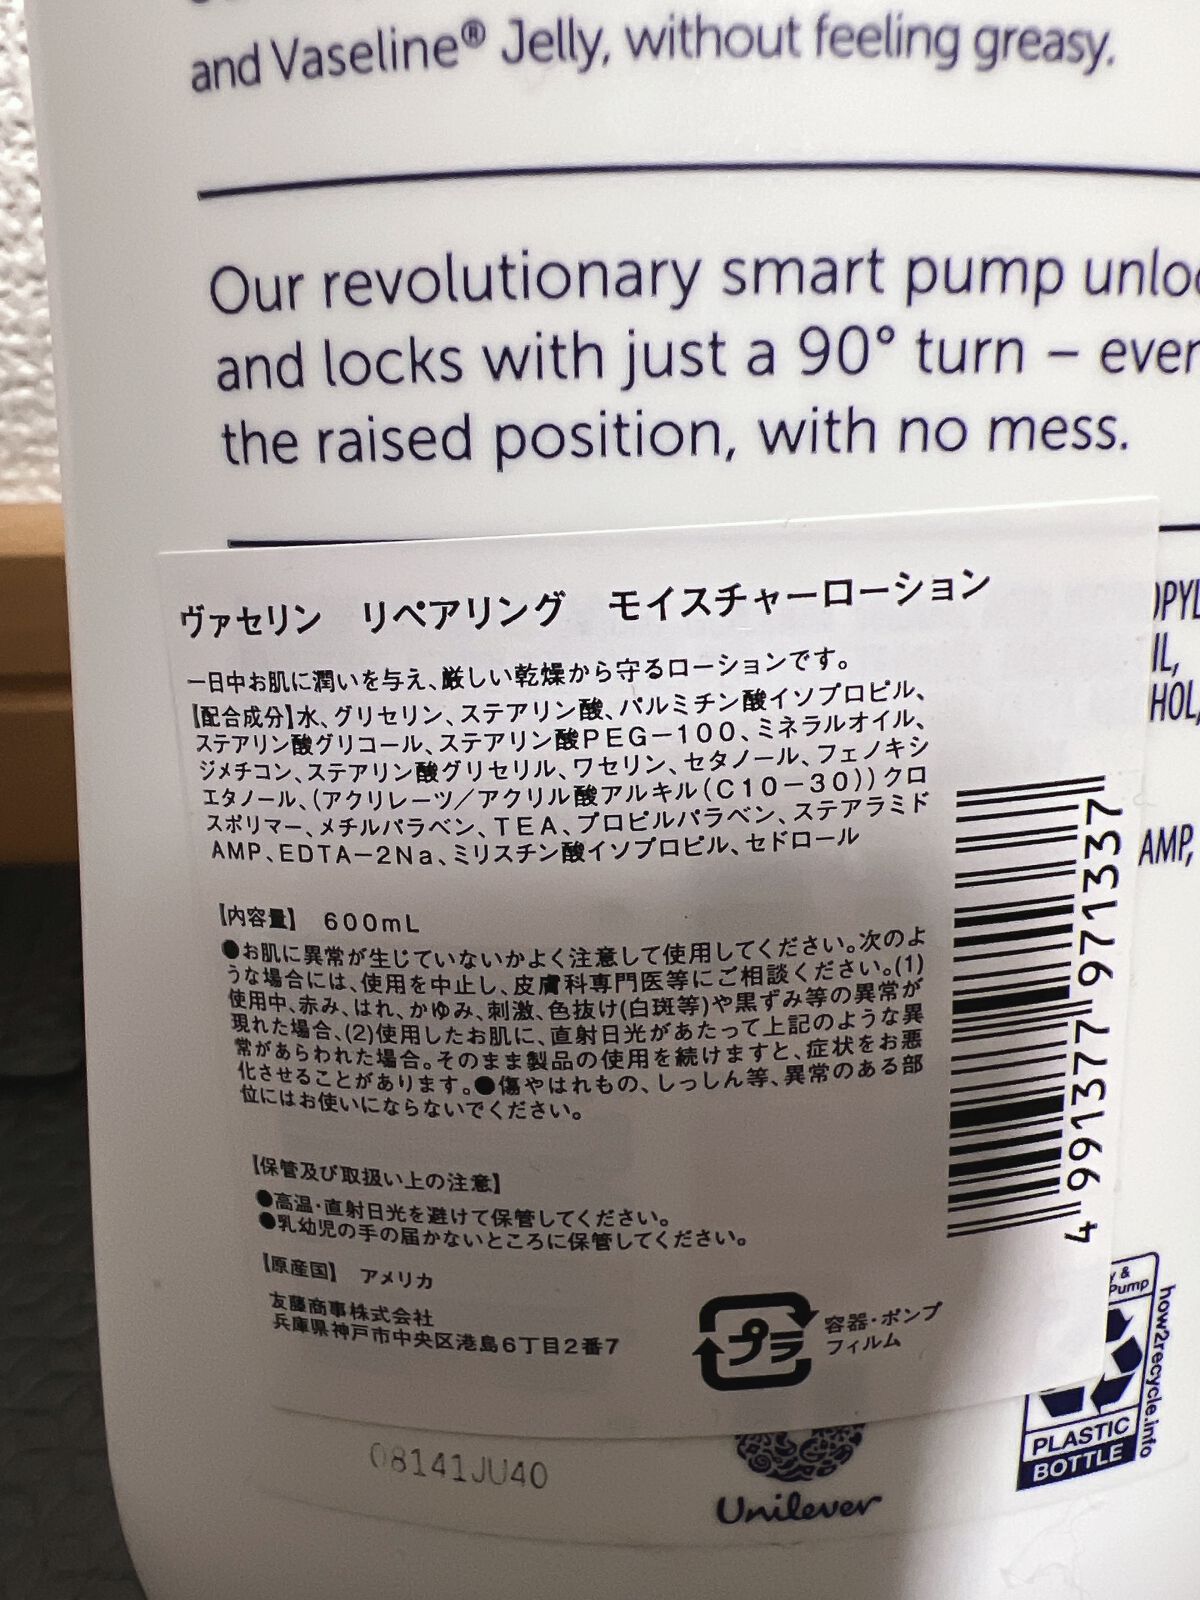 and Vaseline® Jelly, without feeling greasy.
Our revolutionary smart pump
and locks with just a 90° turn – even
the raised position, with no mess.
ヴァセリン リペアリング モイスチャーローション
一日中お肌に潤いを与え、厳しい乾燥から守るローションです。
【配合成分】水、グリセリン、ステアリン酸、パルミチン酸イソプロピル、
ステアリン酸グリコール、ステアリン酸PEG-100、ミネラルオイル、
ジメチコン、ステアリン酸グリセリル、ワセリン、セタノール、フェノキシ
エタノール、(アクリレーツ/アクリル酸アルキル(C10-30))クロ
スポリマー、メチルパラベン、TEA、プロピルパラベン、ステアラミド
AMP、EDTA-2Na、ミリスチン酸イソプロピル、セドロール
【内容量】 600mL
●お肌に異常が生じていないかよく注意して使用してください。次のよ
うな場合には、使用を中止し、皮膚科専門医等にご相談ください。(1)
使用中、赤み、はれ、かゆみ、刺激、色抜け(白斑等)や黒ずみ等の異常が
現れた場合、(2)使用したお肌に、直射日光があたって上記のような異
常があらわれた場合。そのまま製品の使用を続けますと、症状をお悪
化させることがあります。●傷やはれもの、しっしん等、異常のある部
位にはお使いにならないでください。
【保管及び取扱い上の注意】
●高温・直射日光を避けて保管してください。
●乳幼児の手の届かないところに保管してください。
【原産国】 アメリカ
友藤商事株式会社
兵庫県神戸市中央区港島6丁目2番7
プラ
容器・ポンプ
フィルム
4 991377 971337
AMP,
& Pump
PLASTIC
BOTTLE
how2recycle.info
08141JU40
Unilever